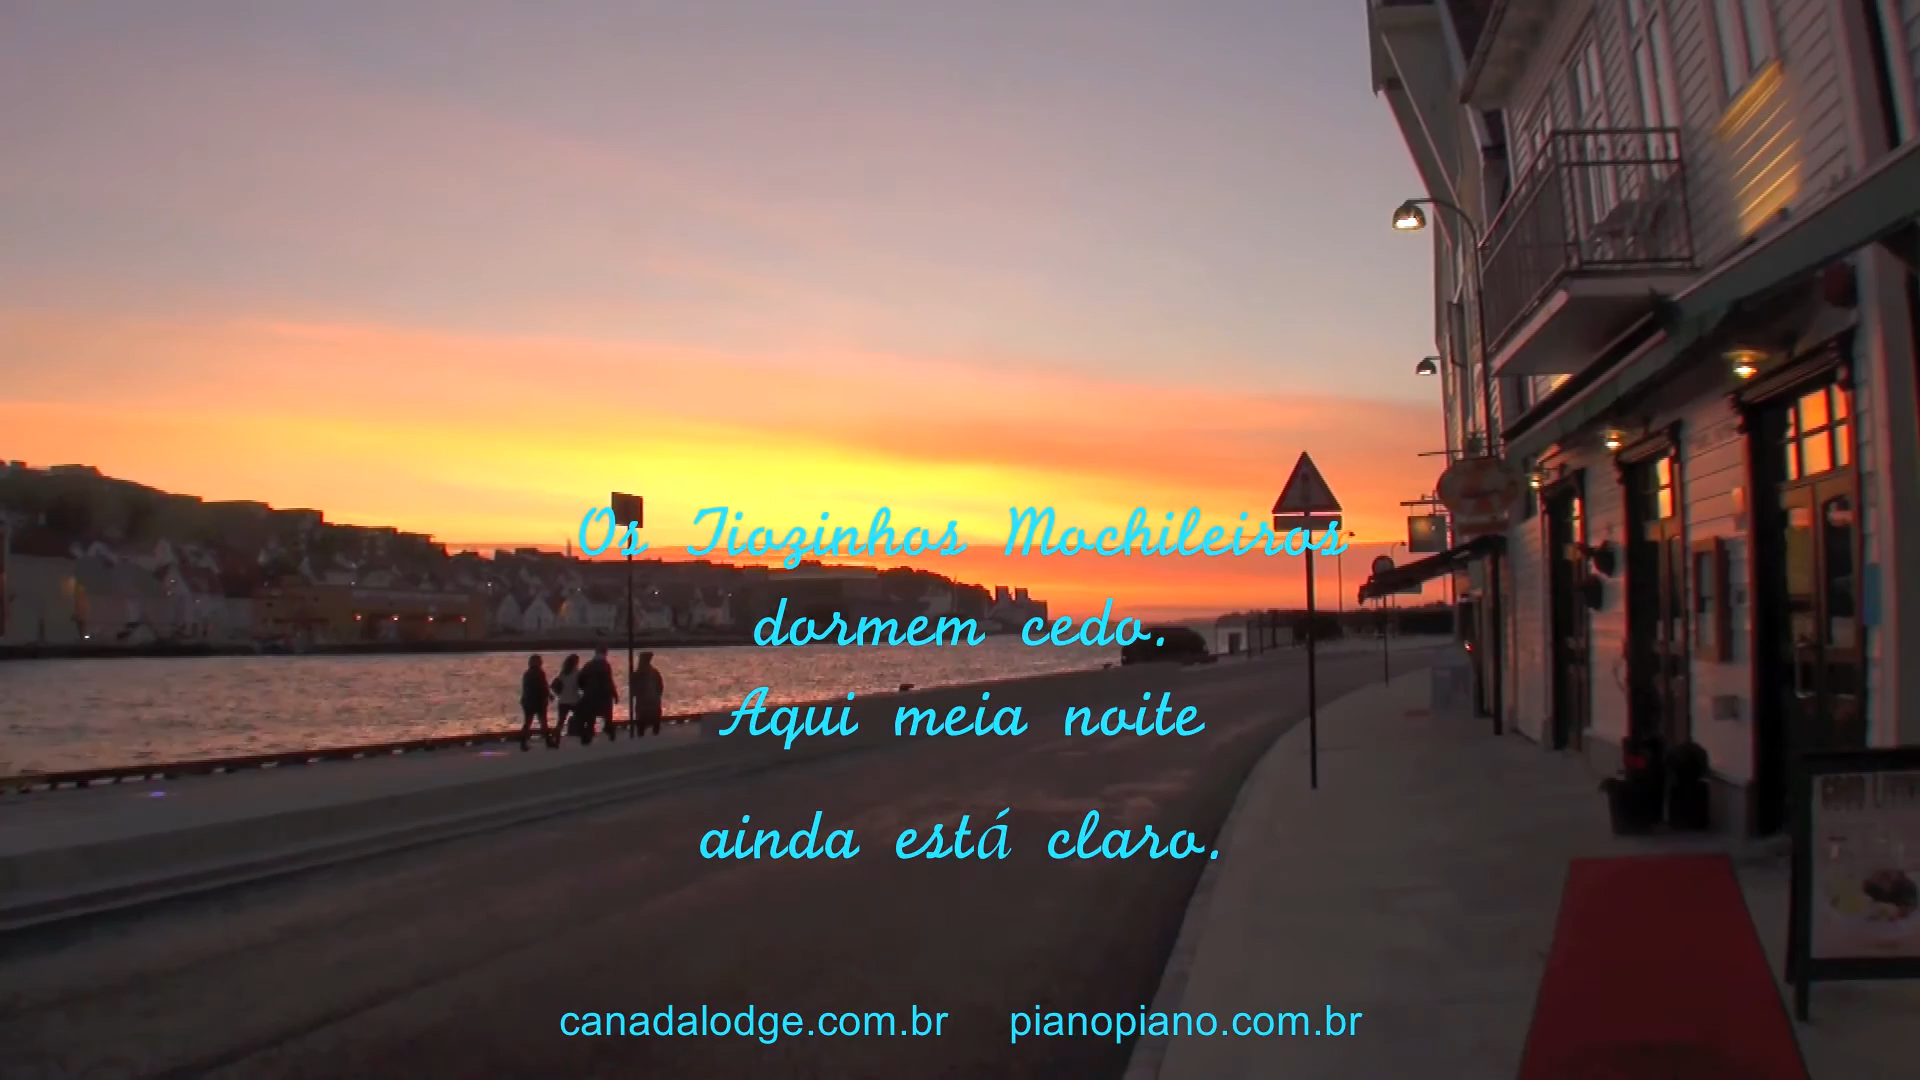 Os Tiozinhos Mochileiros
dormem cedo.
Aqui meia noite
ainda está claro.
canadalodge.com.br pianopiano.com.br